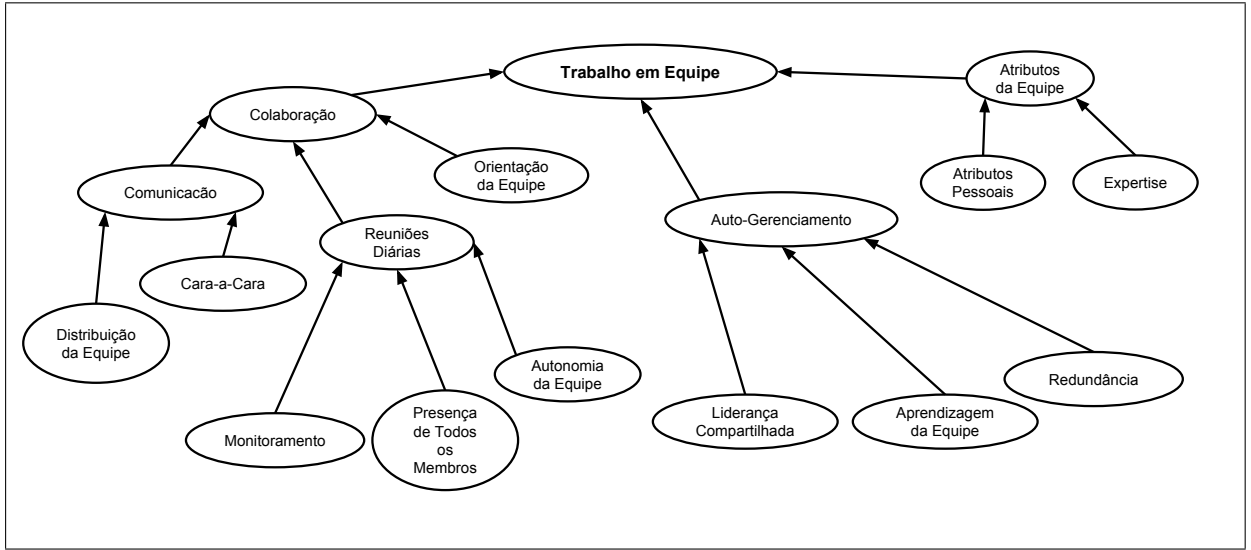 Trabalho em Equipe
Atributos
da Equipe
Colaboração
Orientação
da Equipe
Atributos
Pessoais
Expertise
Comunicacão
Auto-Gerenciamento
Reuniões
Diárias
Cara-a-Cara
Distribuição
da Equipe
Autonomia
da Equipe
Redundância
Monitoramento
Presença
de Todos
os
Membros
Liderança
Compartilhada
Aprendizagem
da Equipe